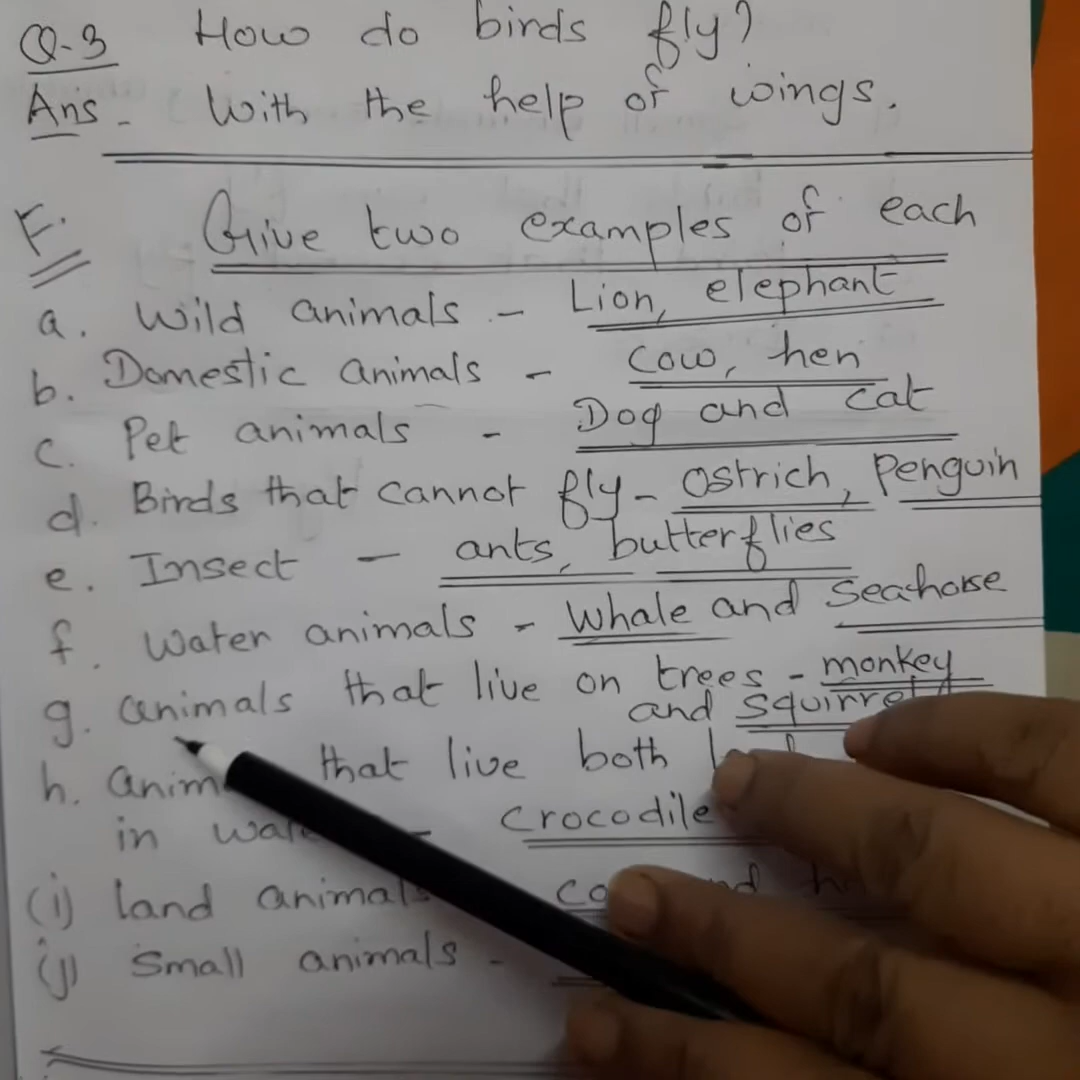 Q-3 How do birds fly?
Ans- With the help of wings.
F. Give two examples of each
a. Wild animals - Lion, elephant
b. Domestic animals - cow, hen
c. Pet animals - Dog and cat
d. Birds that cannot fly- Ostrich, Penguin
e. Insect - ants, butterflies
f. Water animals - Whale and Seahorse
g. animals that live on trees - monkey
and squirrel
h. that live both
in - crocodile
(i) land animals
(j) Small animals -